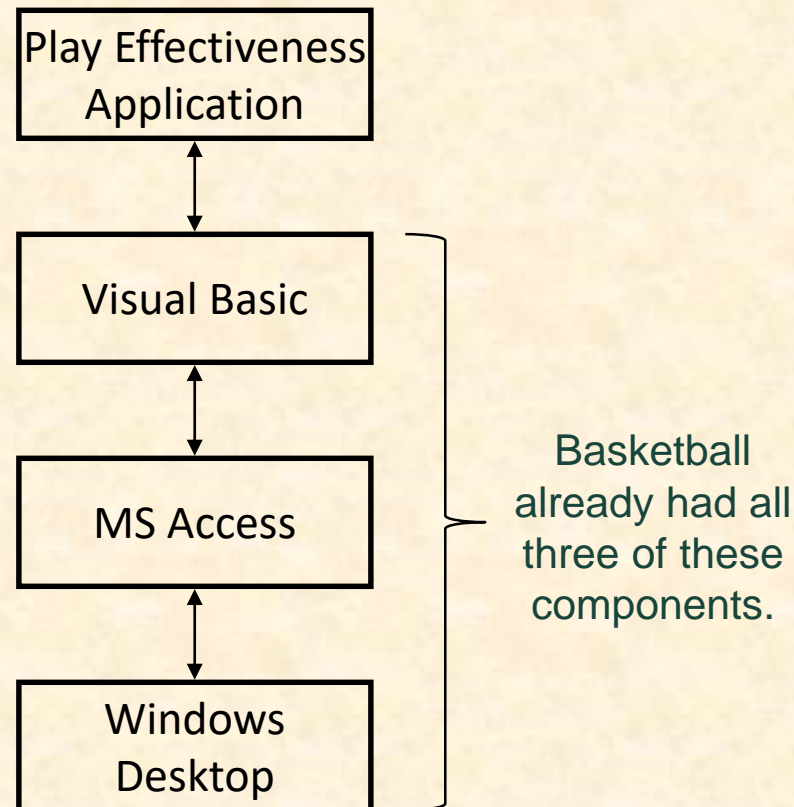 Play Effectiveness
Application
Visual Basic
MS Access
Basketball
already had all
three of these
components.
Windows
Desktop